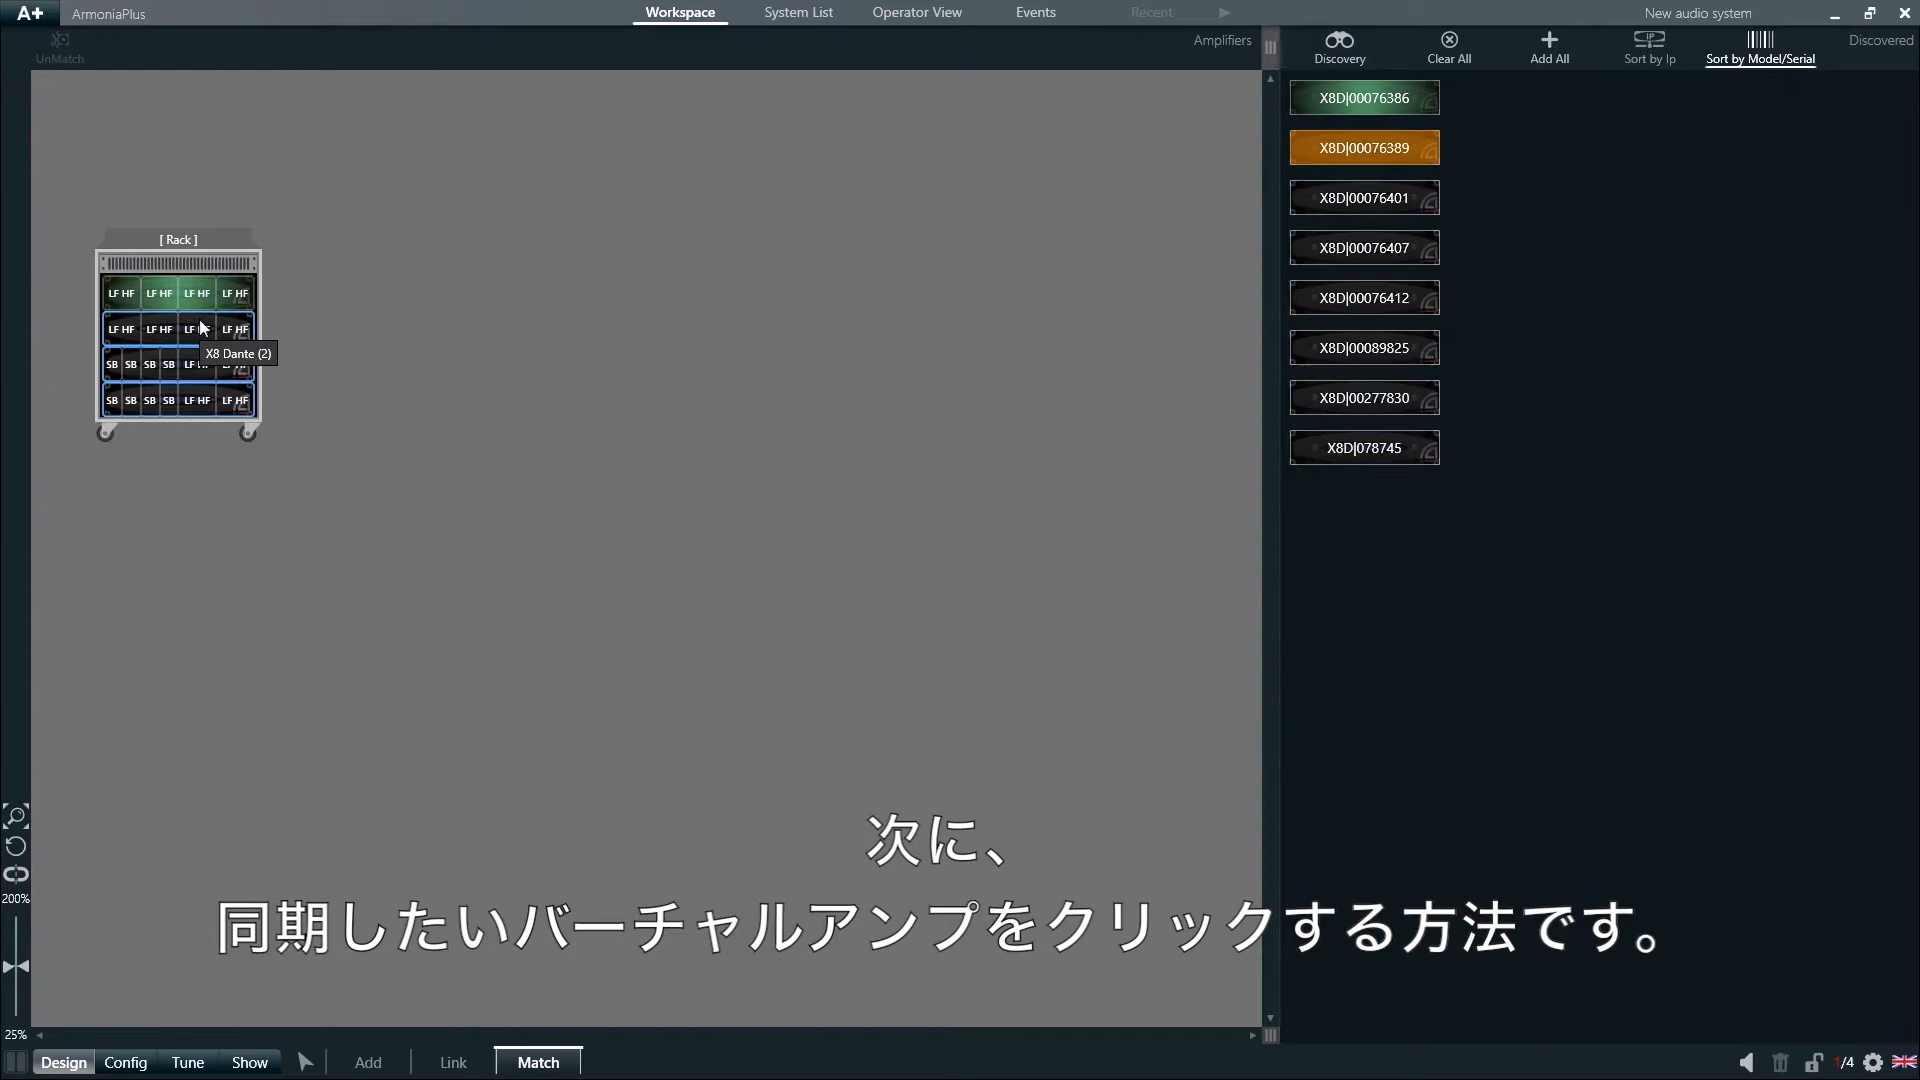 A+ ArmoniaPlus Workspace System List Operator View Events Recent New audio system
UnMatch Amplifiers Discovery Clear All Add All IP Sort by Ip Sort by Model/Serial Discovered
X8D|00076386
X8D|00076389
X8D|00076401
X8D|00076407
X8D|00076412
X8D|00089825
X8D|00277830
X8D|078745
[ Rack ]
LF HF LF HF LF HF LF HF
LF HF LF HF LF LF HF
X8 Dante (2)
SB SB SB SB
SB SB SB SB LF HF LF HF
次に、
同期したいバーチャルアンプをクリックする方法です。
200%
25%
Design Config Tune Show Add Link Match 1/4